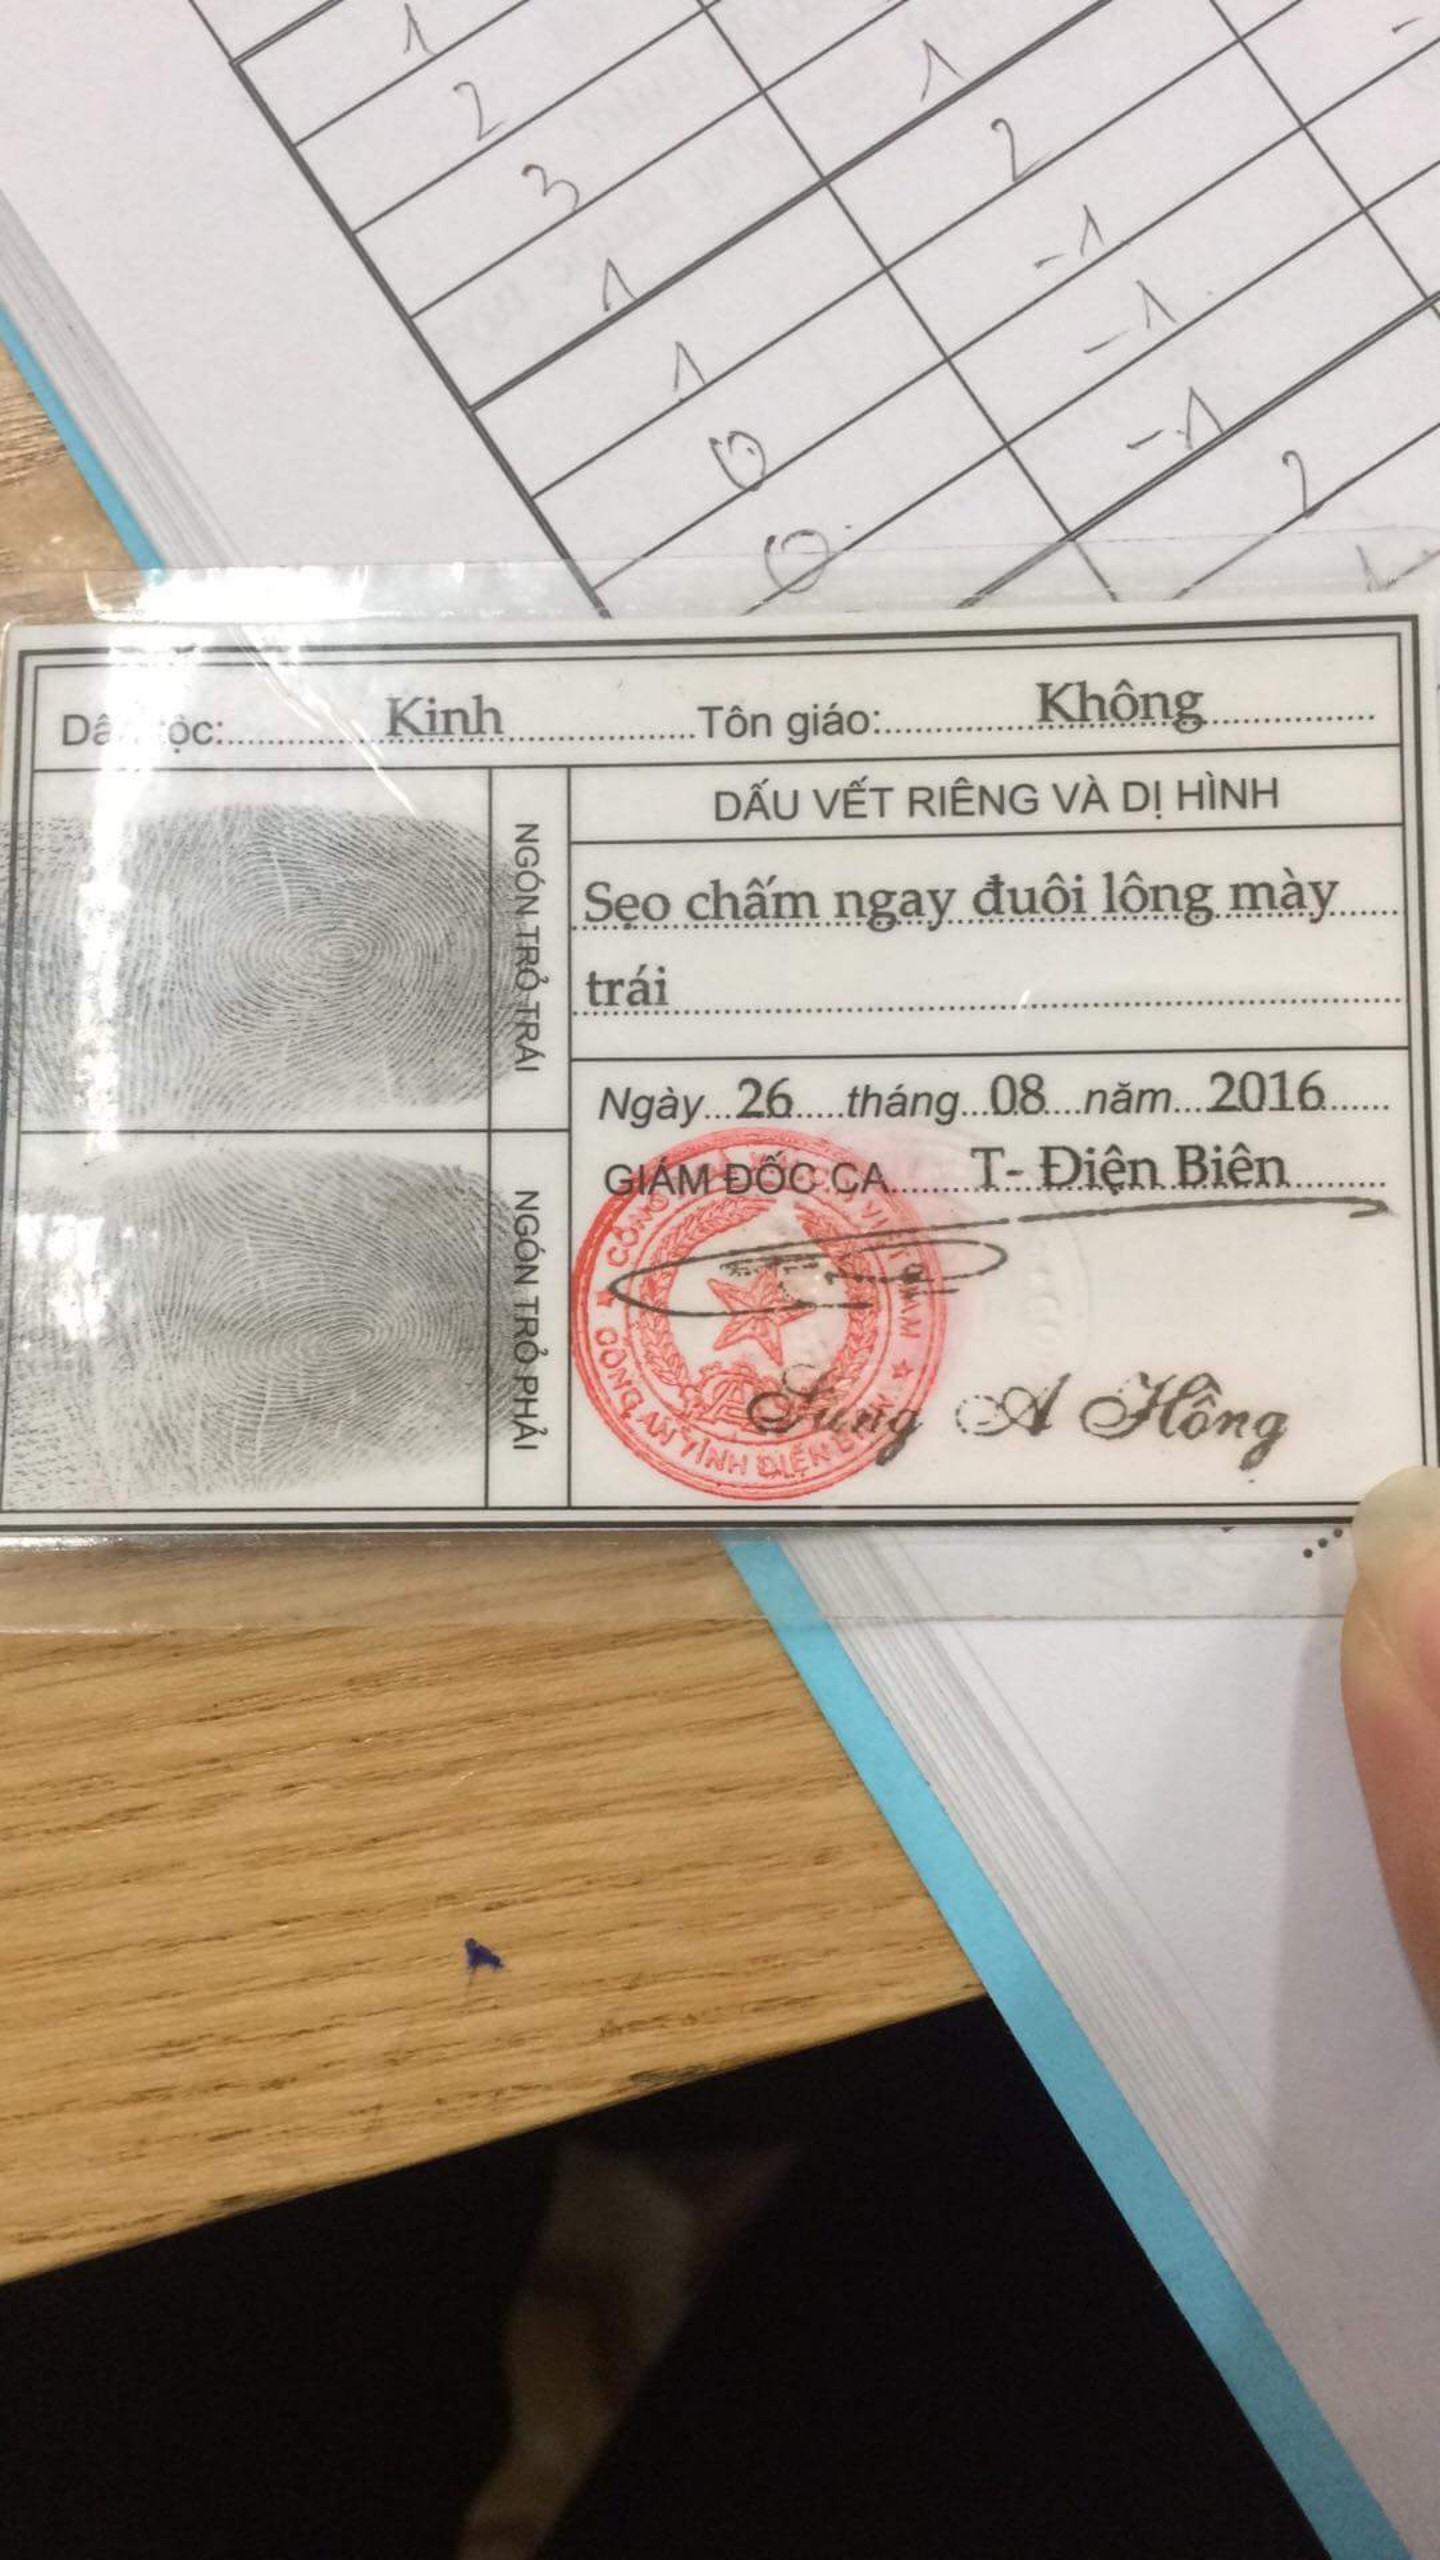 1
2
3
1
1
0
0
1
2
-1
-1
-1
2
Dân tộc: Kinh Tôn giáo: Không
NGÓN TRỎ TRÁI
NGÓN TRỎ PHẢI
DẤU VẾT RIÊNG VÀ DỊ HÌNH
Sẹo chấm ngay đuôi lông mày
trái
Ngày 26 tháng 08 năm 2016
GIÁM ĐỐC CA T- Điện Biên
CÔNG AN TỈNH ĐIỆN BIÊN
Sùng A Hồng